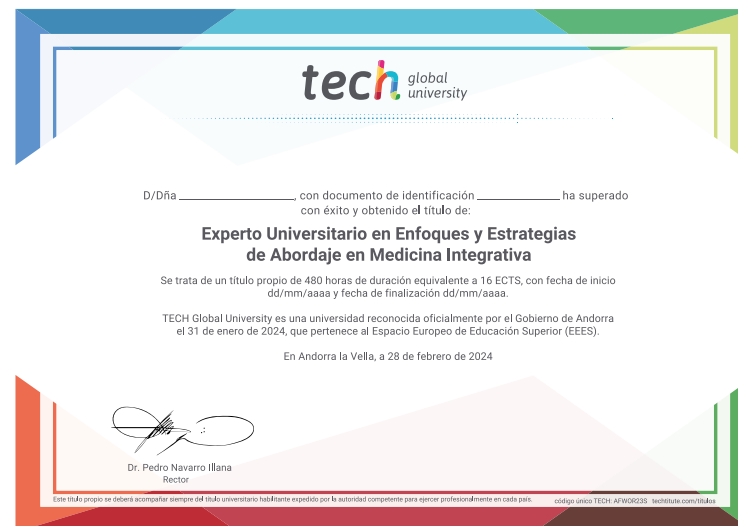 tech global university
D/Dña ______________, con documento de identificación ______________ ha superado
con éxito y obtenido el título de:
Experto Universitario en Enfoques y Estrategias
de Abordaje en Medicina Integrativa
Se trata de un título propio de 480 horas de duración equivalente a 16 ECTS, con fecha de inicio
dd/mm/aaaa y fecha de finalización dd/mm/aaaa.
TECH Global University es una universidad reconocida oficialmente por el Gobierno de Andorra
el 31 de enero de 2024, que pertenece al Espacio Europeo de Educación Superior (EEES).
En Andorra la Vella, a 28 de febrero de 2024
Dr. Pedro Navarro Illana
Rector
Este título propio se deberá acompañar siempre del título universitario habilitante expedido por la autoridad competente para ejercer profesionalmente en cada país. código único TECH: AFWOR23S techtitute.com/titulos